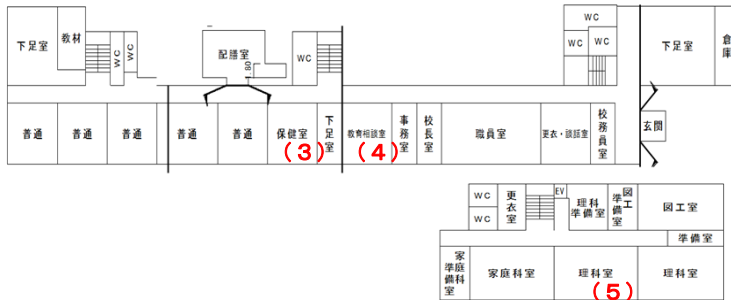 下足室
教材
WC
WC
配膳室
1.80
WC
WC
WC
WC
下足室
倉庫
普通
普通
普通
普通
普通
保健室
(3)
下足室
教育相談室
(4)
事務室
校長室
職員室
更衣・談話室
校務員室
玄関
WC
WC
更衣室
EV
理科準備室
図工準備室
図工室
準備室
家庭科準備室
家庭科室
理科室
(5)
理科室